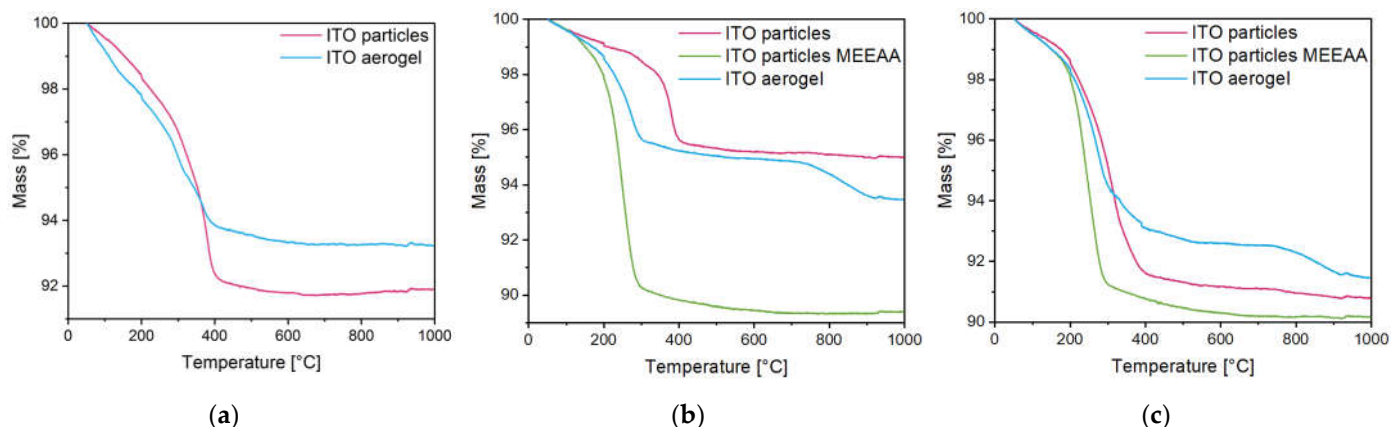 100
98
96
94
92
Mass [%]
0 200 400 600 800 1000
Temperature [°C]
ITO particles
ITO aerogel
(a)
100
98
96
94
92
90
Mass [%]
0 200 400 600 800 1000
Temperature [°C]
ITO particles
ITO particles MEEAA
ITO aerogel
(b)
100
98
96
94
92
90
Mass [%]
0 200 400 600 800 1000
Temperature [°C]
ITO particles
ITO particles MEEAA
ITO aerogel
(c)